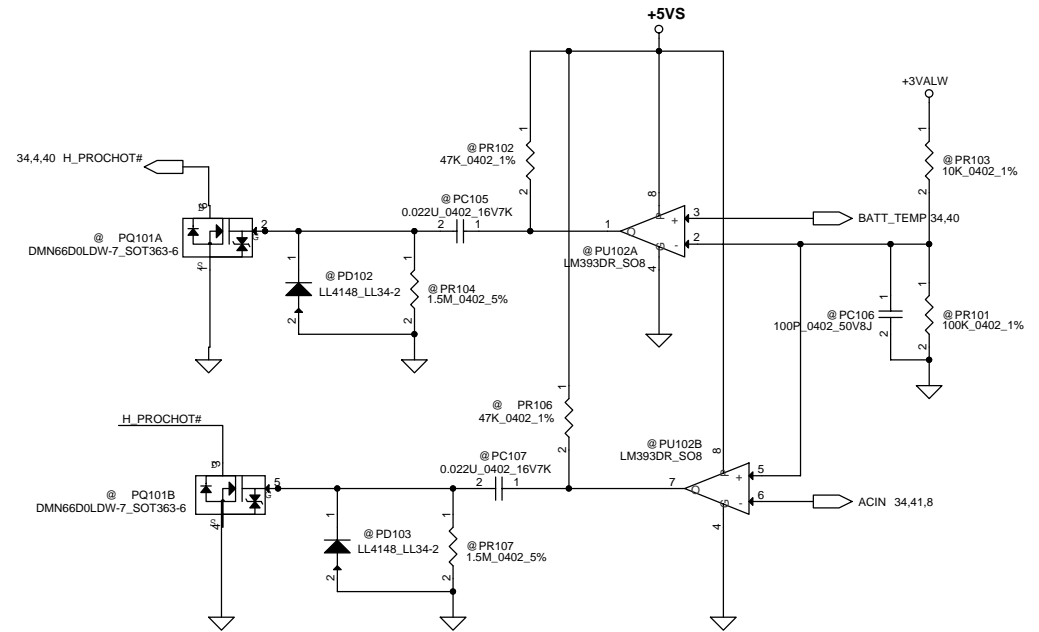 +5VS
+3VALW
@ PR102
47K_0402_1%
1
2
@ PR103
10K_0402_1%
1
2
34,4,40 H_PROCHOT#
@ PC105
0.022U_0402_16V7K
2 1
@ PQ101A
DMN66D0LDW-7_SOT363-6
2
1
8
P
+
-
O
G
4
3
2
@ PU102A
LM393DR_SO8
BATT_TEMP 34,40
@ PD102
LL4148_LL34-2
1
2
@ PR104
1.5M_0402_5%
1
2
@ PC106
100P_0402_50V8J
1
2
@ PR101
100K_0402_1%
1
2
H_PROCHOT#
@ PR106
47K_0402_1%
1
2
@ PC107
0.022U_0402_16V7K
2 1
@ PQ101B
DMN66D0LDW-7_SOT363-6
5
4
7
@ PU102B
LM393DR_SO8
8
P
+
-
O
G
4
5
6
ACIN 34,41,8
@ PD103
LL4148_LL34-2
1
2
@ PR107
1.5M_0402_5%
1
2